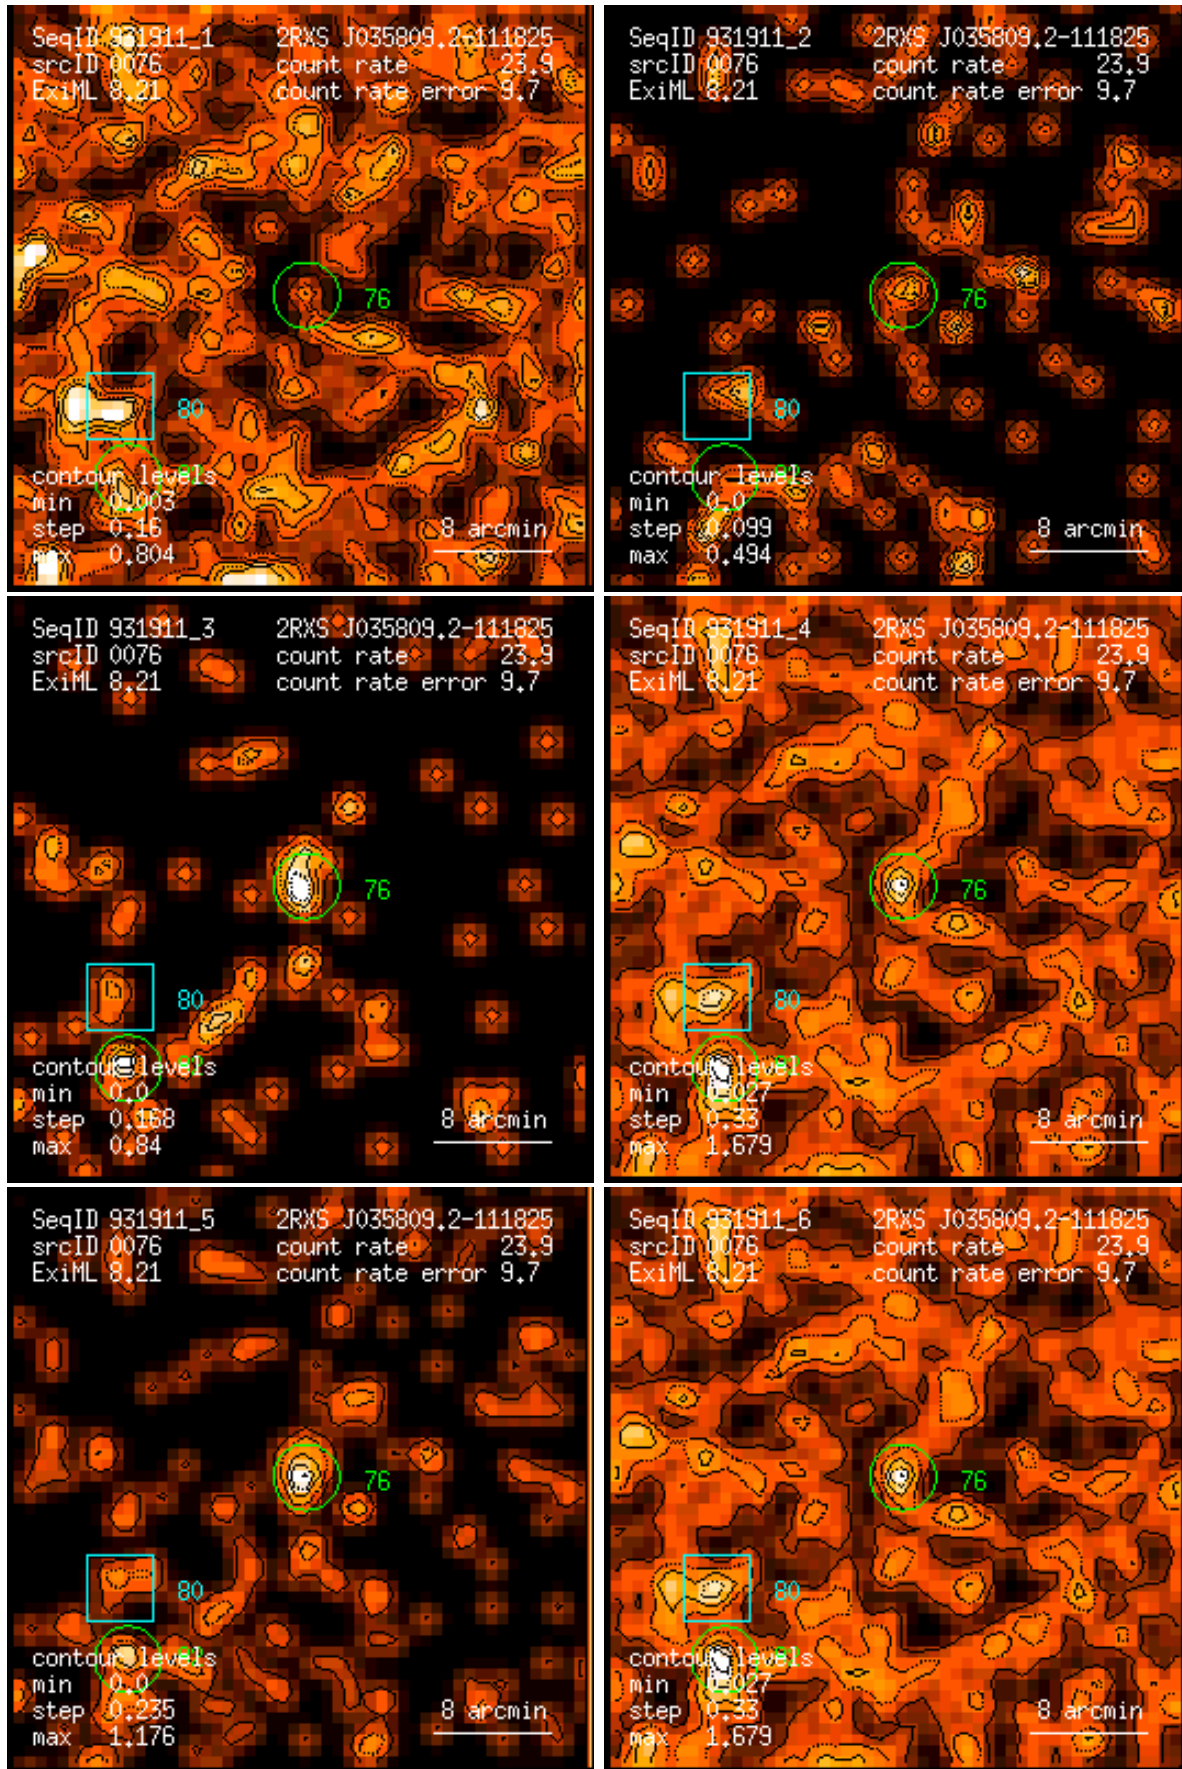 SeqID 931911_1 2RXS J035809.2-111825
srcID 0076 count rate 23.9
ExiML 8.21 count rate error 9.7
76
80
contour levels
min 0.003
step 0.16
max 0.804
8 arcmin
SeqID 931911_2 2RXS J035809.2-111825
srcID 0076 count rate 23.9
ExiML 8.21 count rate error 9.7
76
80
contour levels
min 0.0
step 0.099
max 0.494
8 arcmin
SeqID 931911_3 2RXS J035809.2-111825
srcID 0076 count rate 23.9
ExiML 8.21 count rate error 9.7
76
80
contour levels
min 0.0
step 0.168
max 0.84
8 arcmin
SeqID 931911_4 2RXS J035809.2-111825
srcID 0076 count rate 23.9
ExiML 8.21 count rate error 9.7
76
80
contour levels
min 0.027
step 0.33
max 1.679
8 arcmin
SeqID 931911_5 2RXS J035809.2-111825
srcID 0076 count rate 23.9
ExiML 8.21 count rate error 9.7
76
80
contour levels
min 0.0
step 0.235
max 1.176
8 arcmin
SeqID 931911_6 2RXS J035809.2-111825
srcID 0076 count rate 23.9
ExiML 8.21 count rate error 9.7
76
80
contour levels
min 0.027
step 0.33
max 1.679
8 arcmin